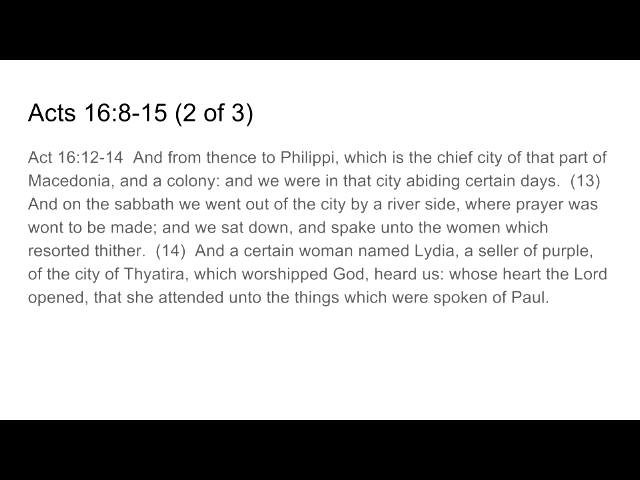 Acts 16:8-15 (2 of 3)
Act 16:12-14  And from thence to Philippi, which is the chief city of that part of
Macedonia, and a colony: and we were in that city abiding certain days.  (13)
And on the sabbath we went out of the city by a river side, where prayer was
wont to be made; and we sat down, and spake unto the women which
resorted thither.  (14)  And a certain woman named Lydia, a seller of purple,
of the city of Thyatira, which worshipped God, heard us: whose heart the Lord
opened, that she attended unto the things which were spoken of Paul.